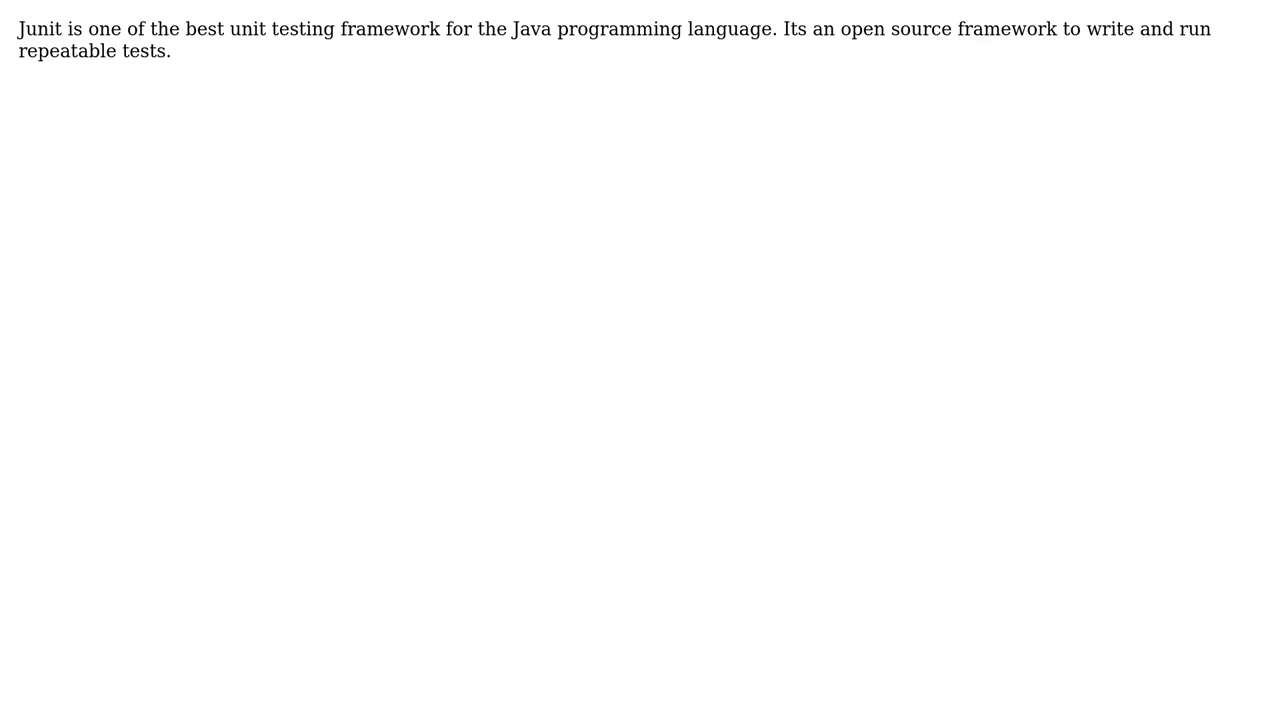 Junit is one of the best unit testing framework for the Java programming language. Its an open source framework to write and run
repeatable tests.